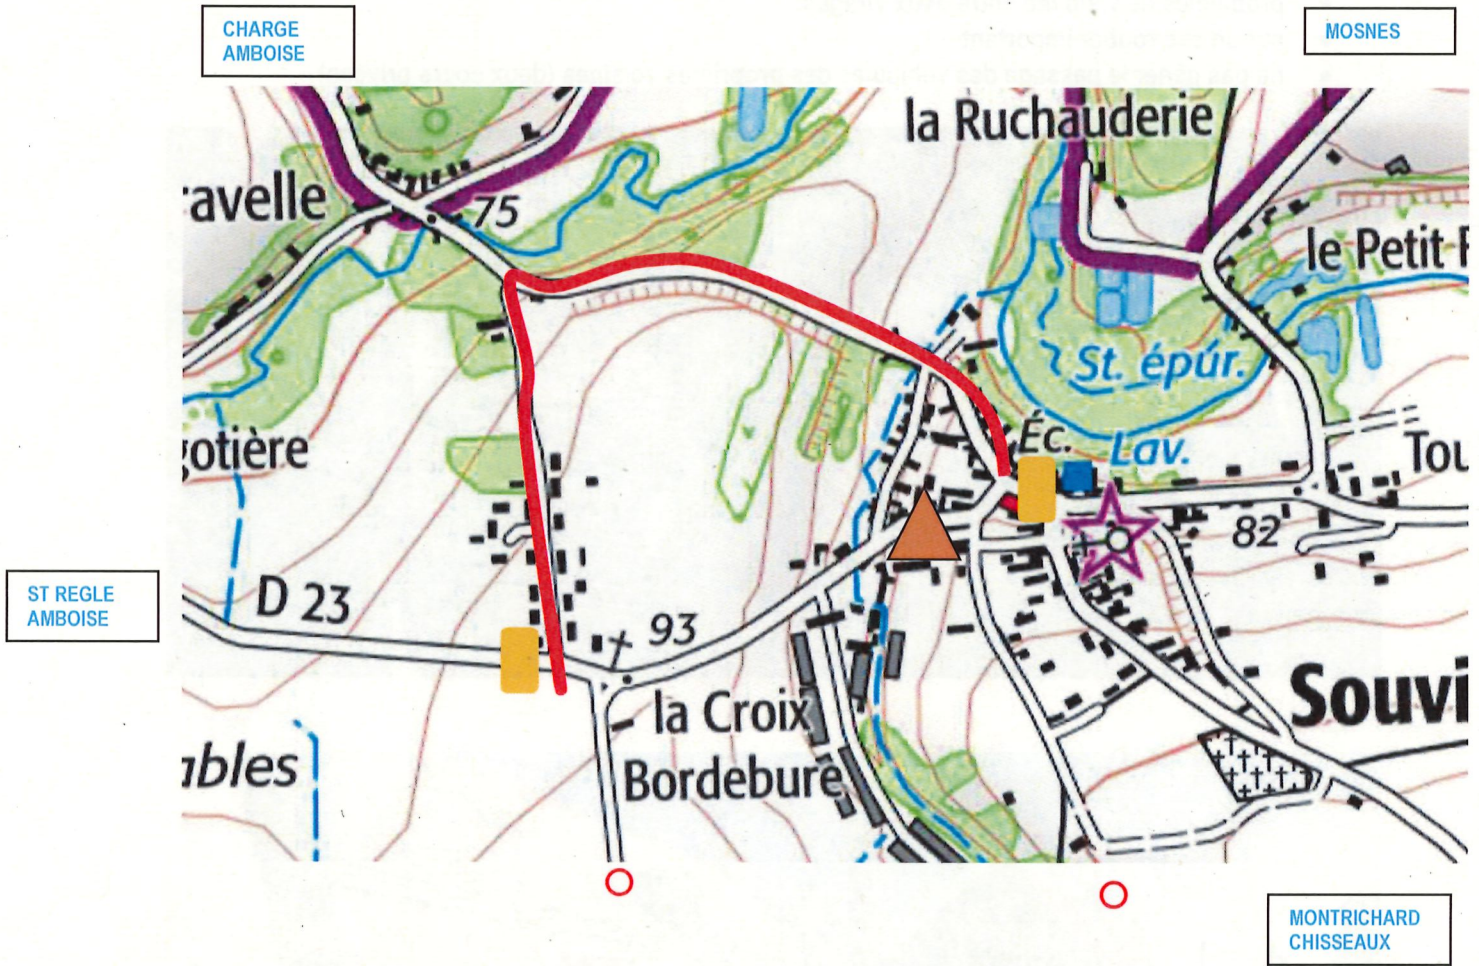 CHARGE
AMBOISE
MOSNES
la Ruchauderie
avelle
75
le Petit
St. épur.
gotière
Éc.
Lav.
Tou
82
ST REGLE
AMBOISE
D 23
93
la Croix
Bordebure
Souvi
ables
MONTRICHARD
CHISSEAUX